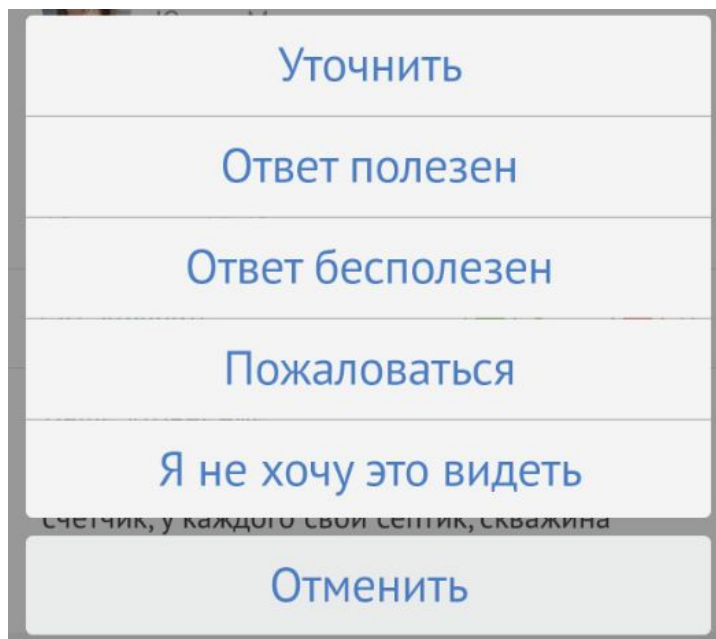 Уточнить
Ответ полезен
Ответ бесполезен
Пожаловаться
Я не хочу это видеть
счетчик, у каждого свой септик, скважина
Отменить